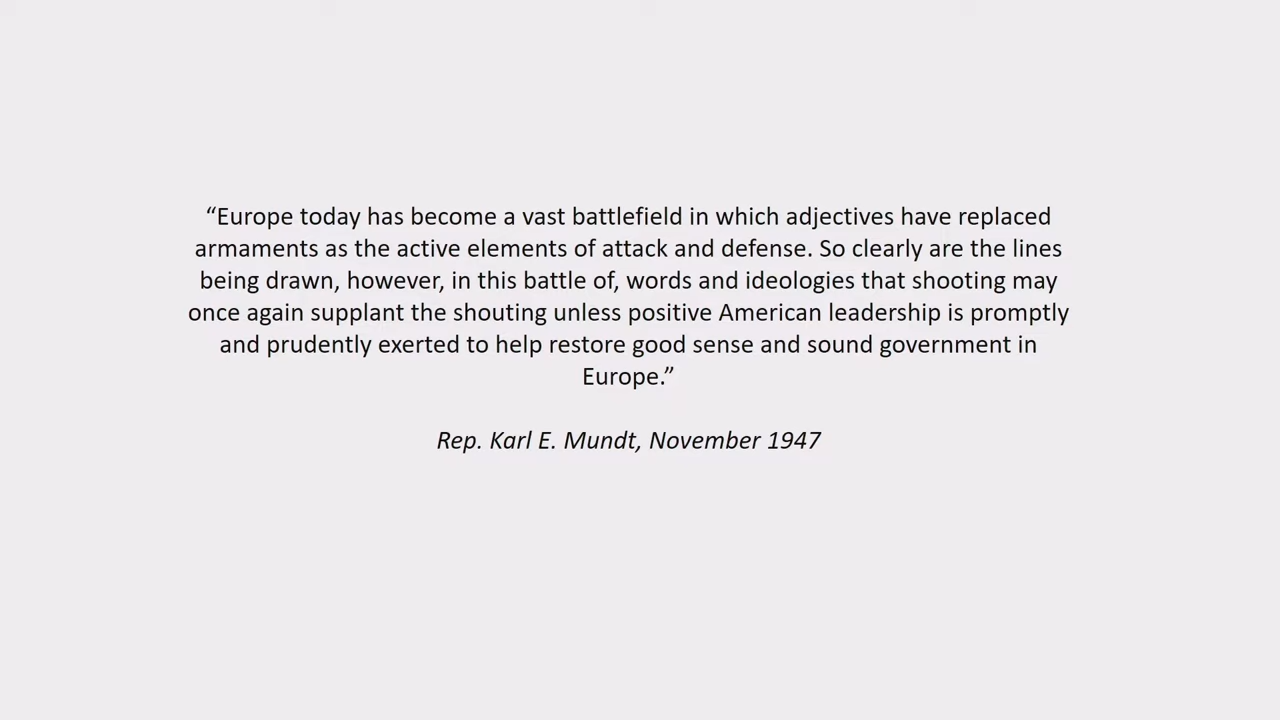 “Europe today has become a vast battlefield in which adjectives have replaced
armaments as the active elements of attack and defense. So clearly are the lines
being drawn, however, in this battle of, words and ideologies that shooting may
once again supplant the shouting unless positive American leadership is promptly
and prudently exerted to help restore good sense and sound government in
Europe.”
Rep. Karl E. Mundt, November 1947